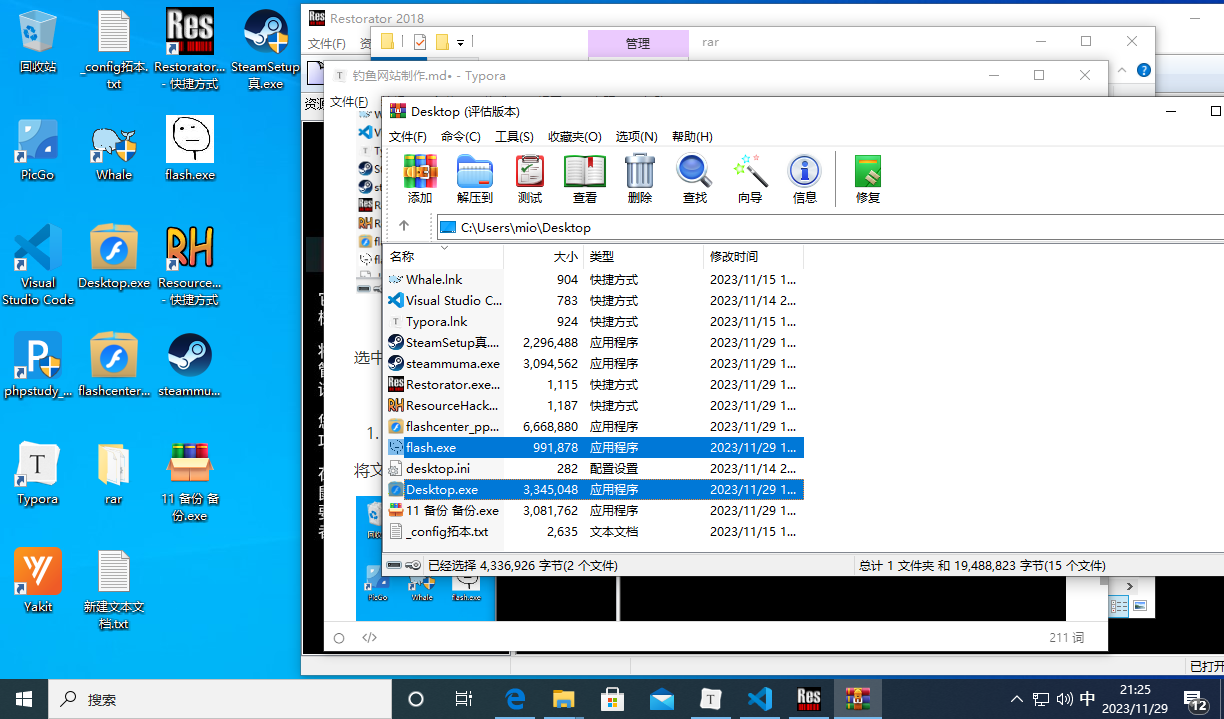 回收站
_config拓本.
txt
Restorator...
- 快捷方式
SteamSetup
真.exe
PicGo
Whale
flash.exe
Visual
Studio Code
Desktop.exe
Resource...
- 快捷方式
phpstudy_...
flashcenter...
steammu...
Typora
rar
11 备份 备
份.exe
Yakit
新建文本文
档.txt
Restorator 2018
文件(F)
管理
rar
钓鱼网站制作.md• - Typora
文件(F)
选中
1.
将文
PicGo
Whale
flash.exe
211 词
Desktop (评估版本)
文件(F) 命令(C) 工具(S) 收藏夹(O) 选项(N) 帮助(H)
添加 解压到 测试 查看 删除 查找 向导 信息 修复
C:\Users\mio\Desktop
名称 大小 类型 修改时间
Whale.lnk 904 快捷方式 2023/11/15 1...
Visual Studio C... 783 快捷方式 2023/11/14 2...
Typora.lnk 924 快捷方式 2023/11/15 1...
SteamSetup真.... 2,296,488 应用程序 2023/11/29 1...
steammuma.exe 3,094,562 应用程序 2023/11/29 1...
Restorator.exe... 1,115 快捷方式 2023/11/29 1...
ResourceHack... 1,187 快捷方式 2023/11/29 1...
flashcenter_pp... 6,668,880 应用程序 2023/11/29 1...
flash.exe 991,878 应用程序 2023/11/29 1...
desktop.ini 282 配置设置 2023/11/14 2...
Desktop.exe 3,345,048 应用程序 2023/11/29 1...
11 备份 备份.exe 3,081,762 应用程序 2023/11/29 1...
_config拓本.txt 2,635 文本文档 2023/11/15 1...
已经选择 4,336,926 字节(2 个文件)
总计 1 文件夹 和 19,488,823 字节(15 个文件)
已打开
搜索
中
21:25
2023/11/29
12